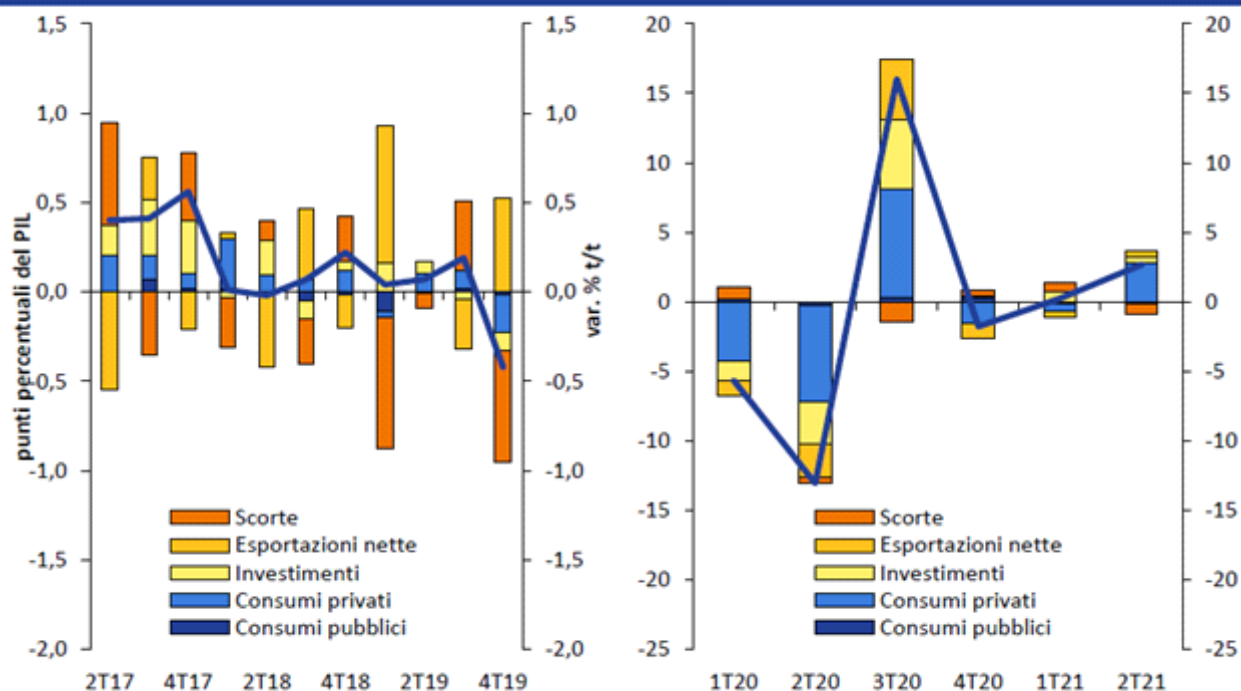 1,5
1,0
0,5
0,0
-0,5
-1,0
-1,5
-2,0
punti percentuali del PIL
1,5
1,0
0,5
0,0
-0,5
-1,0
-1,5
-2,0
var. % t/t
Scorte
Esportazioni nette
Investimenti
Consumi privati
Consumi pubblici
2T17 4T17 2T18 4T18 2T19 4T19
20
15
10
5
0
-5
-10
-15
-20
-25
20
15
10
5
0
-5
-10
-15
-20
-25
Scorte
Esportazioni nette
Investimenti
Consumi privati
Consumi pubblici
1T20 2T20 3T20 4T20 1T21 2T21